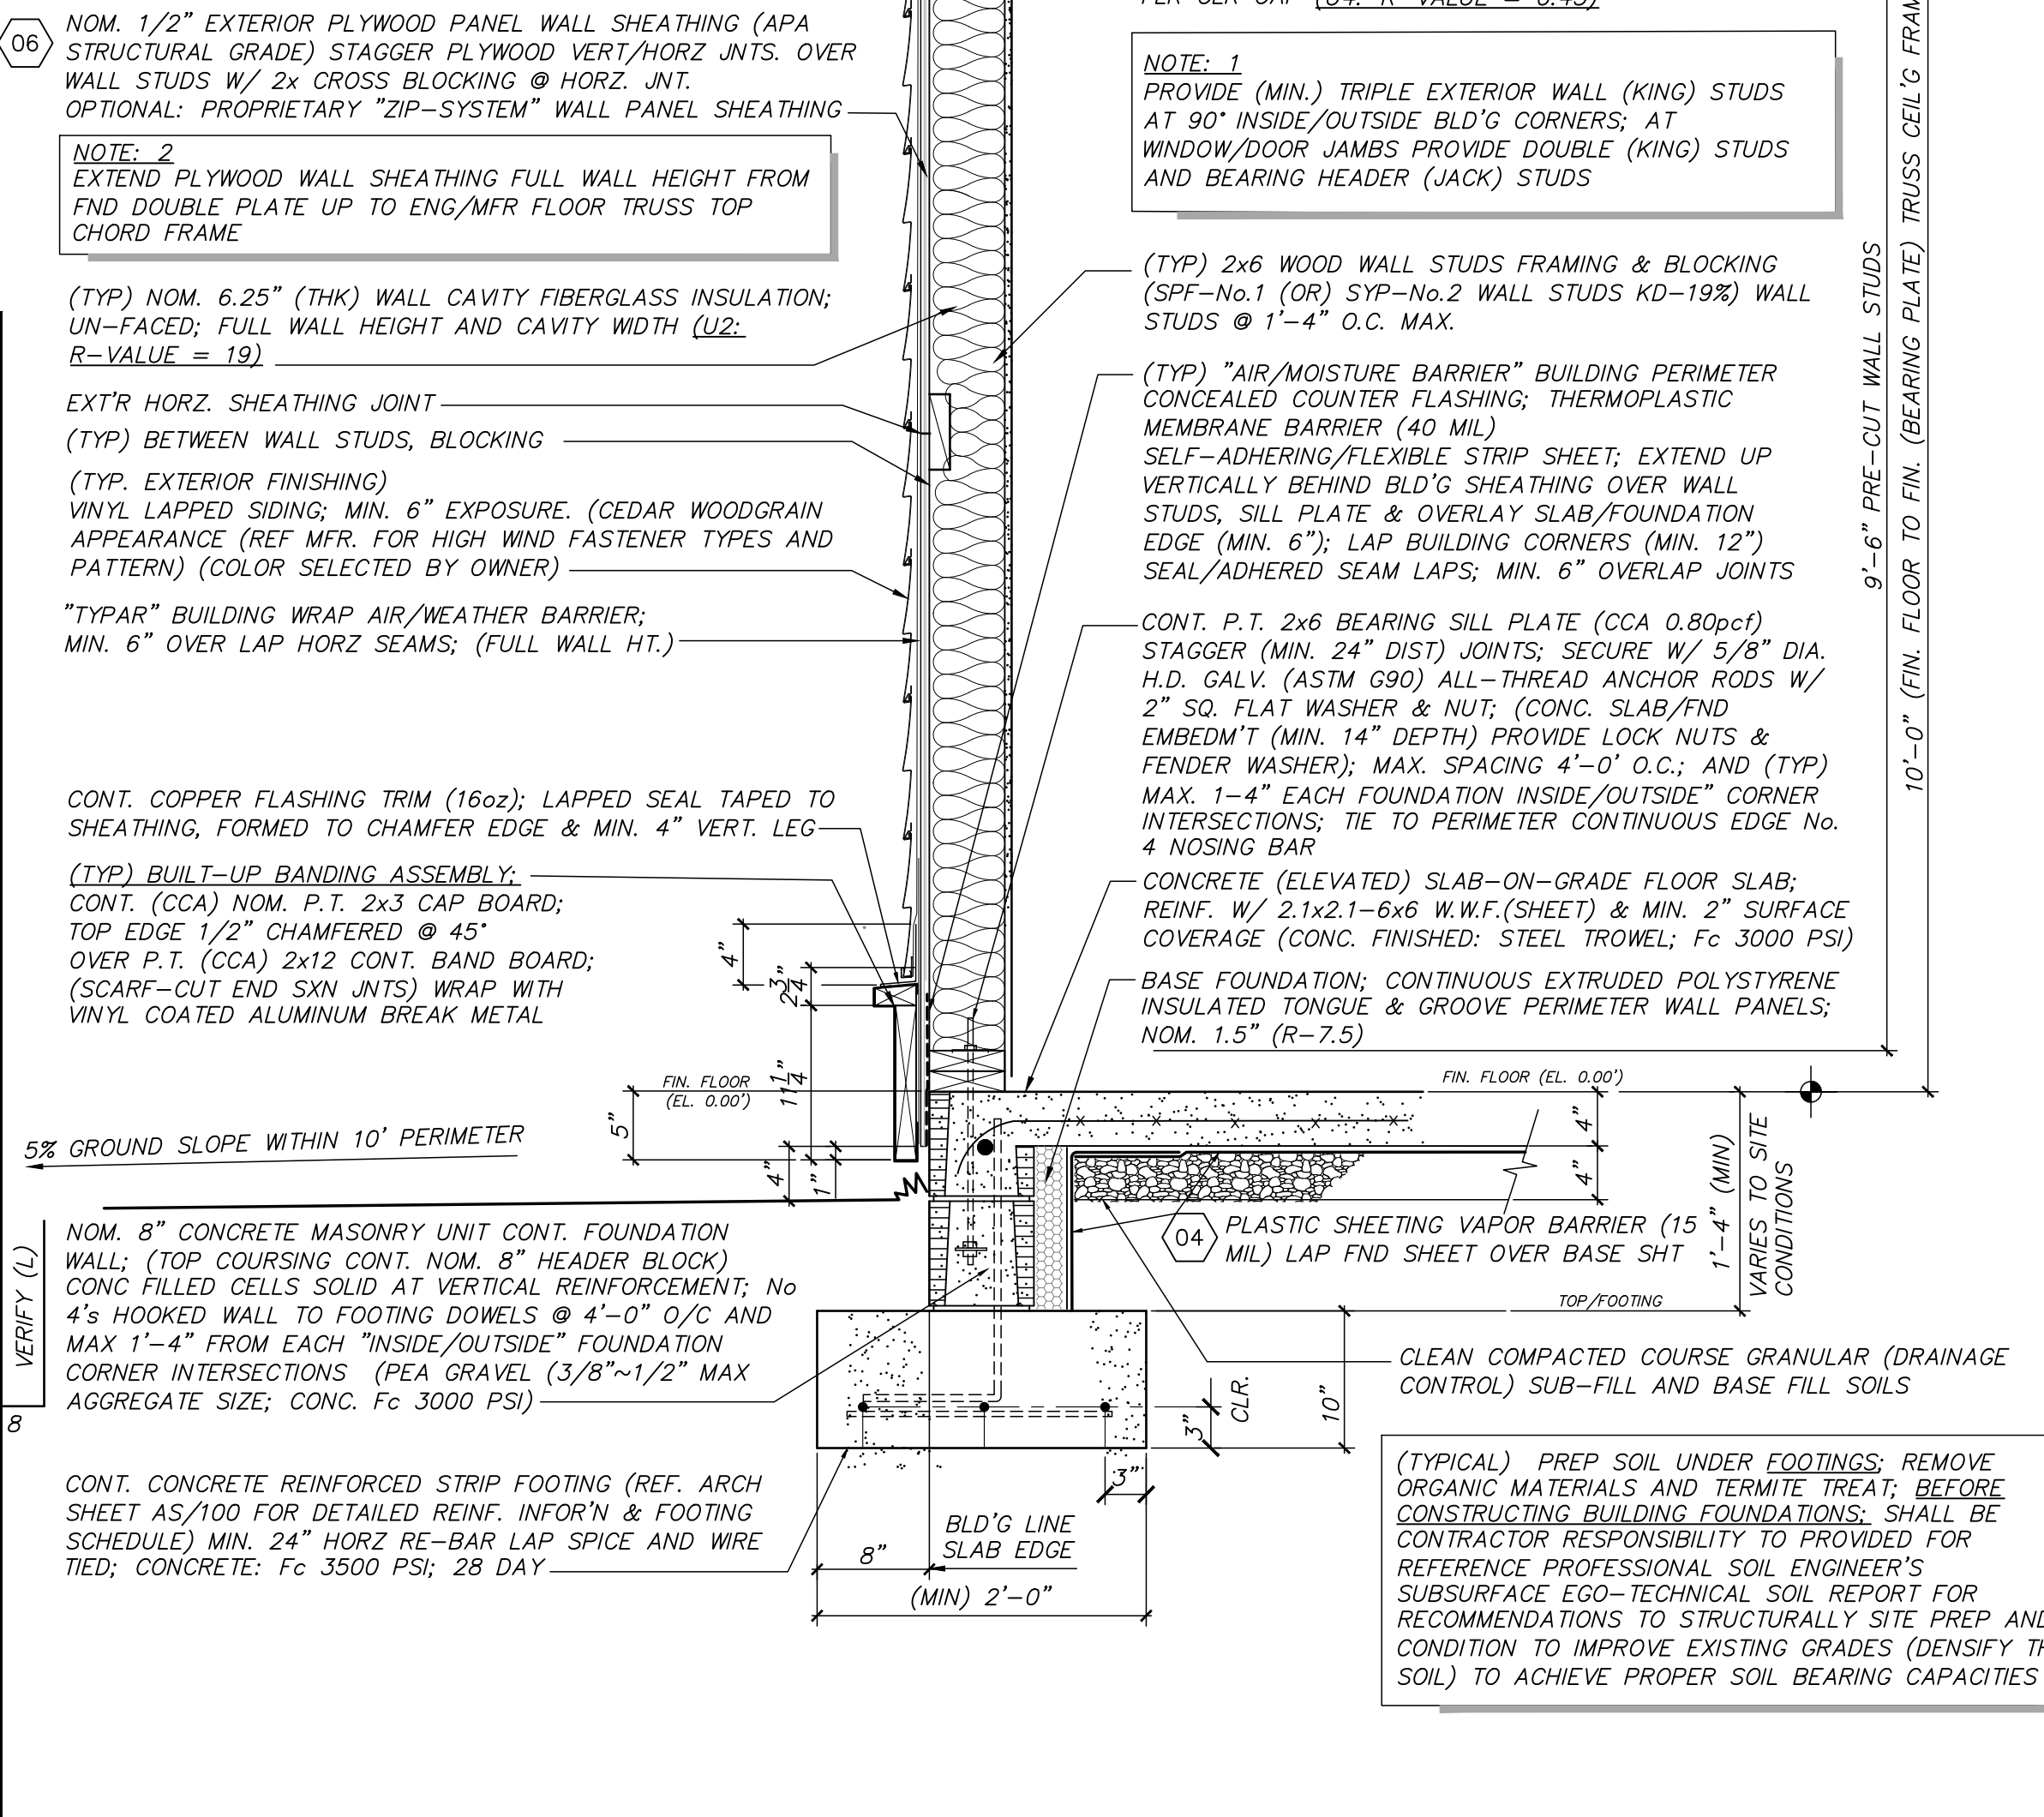 06
NOM. 1/2" EXTERIOR PLYWOOD PANEL WALL SHEATHING (APA
STRUCTURAL GRADE) STAGGER PLYWOOD VERT/HORZ JNTS. OVER
WALL STUDS W/ 2x CROSS BLOCKING @ HORZ. JNT.
OPTIONAL: PROPRIETARY "ZIP-SYSTEM" WALL PANEL SHEATHING
NOTE: 2
EXTEND PLYWOOD WALL SHEATHING FULL WALL HEIGHT FROM
FND DOUBLE PLATE UP TO ENG/MFR FLOOR TRUSS TOP
CHORD FRAME
(TYP) NOM. 6.25" (THK) WALL CAVITY FIBERGLASS INSULATION;
UN-FACED; FULL WALL HEIGHT AND CAVITY WIDTH (U2:
R-VALUE = 19)
EXT'R HORZ. SHEATHING JOINT
(TYP) BETWEEN WALL STUDS, BLOCKING
(TYP. EXTERIOR FINISHING)
VINYL LAPPED SIDING; MIN. 6" EXPOSURE. (CEDAR WOODGRAIN
APPEARANCE (REF MFR. FOR HIGH WIND FASTENER TYPES AND
PATTERN) (COLOR SELECTED BY OWNER)
"TYPAR" BUILDING WRAP AIR/WEATHER BARRIER;
MIN. 6" OVER LAP HORZ SEAMS; (FULL WALL HT.)
CONT. COPPER FLASHING TRIM (16oz); LAPPED SEAL TAPED TO
SHEATHING, FORMED TO CHAMFER EDGE & MIN. 4" VERT. LEG
(TYP) BUILT-UP BANDING ASSEMBLY;
CONT. (CCA) NOM. P.T. 2x3 CAP BOARD;
TOP EDGE 1/2" CHAMFERED @ 45°
OVER P.T. (CCA) 2x12 CONT. BAND BOARD;
(SCARF-CUT END SXN JNTS) WRAP WITH
VINYL COATED ALUMINUM BREAK METAL
4"
2 3/4"
11 1/4"
FIN. FLOOR
(EL. 0.00')
5"
4"
1"
5% GROUND SLOPE WITHIN 10' PERIMETER
VERIFY (L)
8
NOM. 8" CONCRETE MASONRY UNIT CONT. FOUNDATION
WALL; (TOP COURSING CONT. NOM. 8" HEADER BLOCK)
CONC FILLED CELLS SOLID AT VERTICAL REINFORCEMENT; No
4's HOOKED WALL TO FOOTING DOWELS @ 4'-0" O/C AND
MAX 1'-4" FROM EACH "INSIDE/OUTSIDE" FOUNDATION
CORNER INTERSECTIONS (PEA GRAVEL (3/8"~1/2" MAX
AGGREGATE SIZE; CONC. Fc 3000 PSI)
CONT. CONCRETE REINFORCED STRIP FOOTING (REF. ARCH
SHEET AS/100 FOR DETAILED REINF. INFOR'N & FOOTING
SCHEDULE) MIN. 24" HORZ RE-BAR LAP SPICE AND WIRE
TIED; CONCRETE: Fc 3500 PSI; 28 DAY
BLD'G LINE
SLAB EDGE
8"
(MIN) 2'-0"
3"
3"
CLR.
10"
(U4: R-VALUE = 0.45)
NOTE: 1
PROVIDE (MIN.) TRIPLE EXTERIOR WALL (KING) STUDS
AT 90° INSIDE/OUTSIDE BLD'G CORNERS; AT
WINDOW/DOOR JAMBS PROVIDE DOUBLE (KING) STUDS
AND BEARING HEADER (JACK) STUDS
(TYP) 2x6 WOOD WALL STUDS FRAMING & BLOCKING
(SPF-No.1 (OR) SYP-No.2 WALL STUDS KD-19%) WALL
STUDS @ 1'-4" O.C. MAX.
(TYP) "AIR/MOISTURE BARRIER" BUILDING PERIMETER
CONCEALED COUNTER FLASHING; THERMOPLASTIC
MEMBRANE BARRIER (40 MIL)
SELF-ADHERING/FLEXIBLE STRIP SHEET; EXTEND UP
VERTICALLY BEHIND BLD'G SHEATHING OVER WALL
STUDS, SILL PLATE & OVERLAY SLAB/FOUNDATION
EDGE (MIN. 6"); LAP BUILDING CORNERS (MIN. 12")
SEAL/ADHERED SEAM LAPS; MIN. 6" OVERLAP JOINTS
CONT. P.T. 2x6 BEARING SILL PLATE (CCA 0.80pcf)
STAGGER (MIN. 24" DIST) JOINTS; SECURE W/ 5/8" DIA.
H.D. GALV. (ASTM G90) ALL-THREAD ANCHOR RODS W/
2" SQ. FLAT WASHER & NUT; (CONC. SLAB/FND
EMBEDM'T (MIN. 14" DEPTH) PROVIDE LOCK NUTS &
FENDER WASHER); MAX. SPACING 4'-0' O.C.; AND (TYP)
MAX. 1-4" EACH FOUNDATION INSIDE/OUTSIDE" CORNER
INTERSECTIONS; TIE TO PERIMETER CONTINUOUS EDGE No.
4 NOSING BAR
CONCRETE (ELEVATED) SLAB-ON-GRADE FLOOR SLAB;
REINF. W/ 2.1x2.1-6x6 W.W.F.(SHEET) & MIN. 2" SURFACE
COVERAGE (CONC. FINISHED: STEEL TROWEL; Fc 3000 PSI)
BASE FOUNDATION; CONTINUOUS EXTRUDED POLYSTYRENE
INSULATED TONGUE & GROOVE PERIMETER WALL PANELS;
NOM. 1.5" (R-7.5)
9'-6" PRE-CUT WALL STUDS
10'-0" (FIN. FLOOR TO FIN. (BEARING PLATE) TRUSS CEIL'G FRAM
FIN. FLOOR (EL. 0.00')
4"
4"
1'-4" (MIN)
VARIES TO SITE
CONDITIONS
04
PLASTIC SHEETING VAPOR BARRIER (15
MIL) LAP FND SHEET OVER BASE SHT
TOP/FOOTING
CLEAN COMPACTED COURSE GRANULAR (DRAINAGE
CONTROL) SUB-FILL AND BASE FILL SOILS
(TYPICAL) PREP SOIL UNDER FOOTINGS; REMOVE
ORGANIC MATERIALS AND TERMITE TREAT; BEFORE
CONSTRUCTING BUILDING FOUNDATIONS; SHALL BE
CONTRACTOR RESPONSIBILITY TO PROVIDED FOR
REFERENCE PROFESSIONAL SOIL ENGINEER'S
SUBSURFACE EGO-TECHNICAL SOIL REPORT FOR
RECOMMENDATIONS TO STRUCTURALLY SITE PREP AND
CONDITION TO IMPROVE EXISTING GRADES (DENSIFY TH
SOIL) TO ACHIEVE PROPER SOIL BEARING CAPACITIES